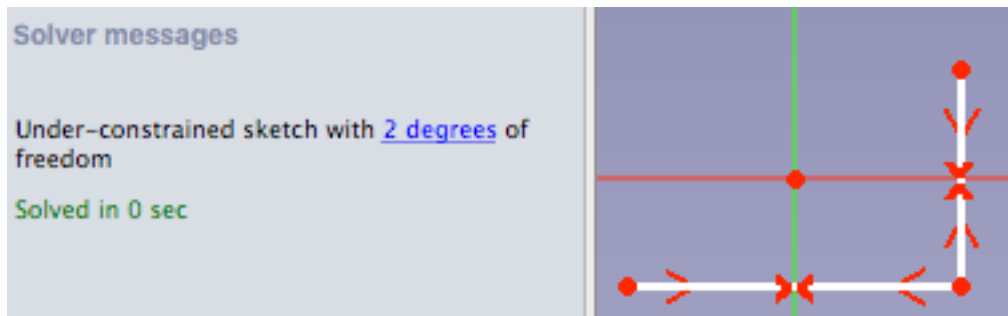 Solver messages
Under-constrained sketch with 2 degrees of
freedom
Solved in 0 sec